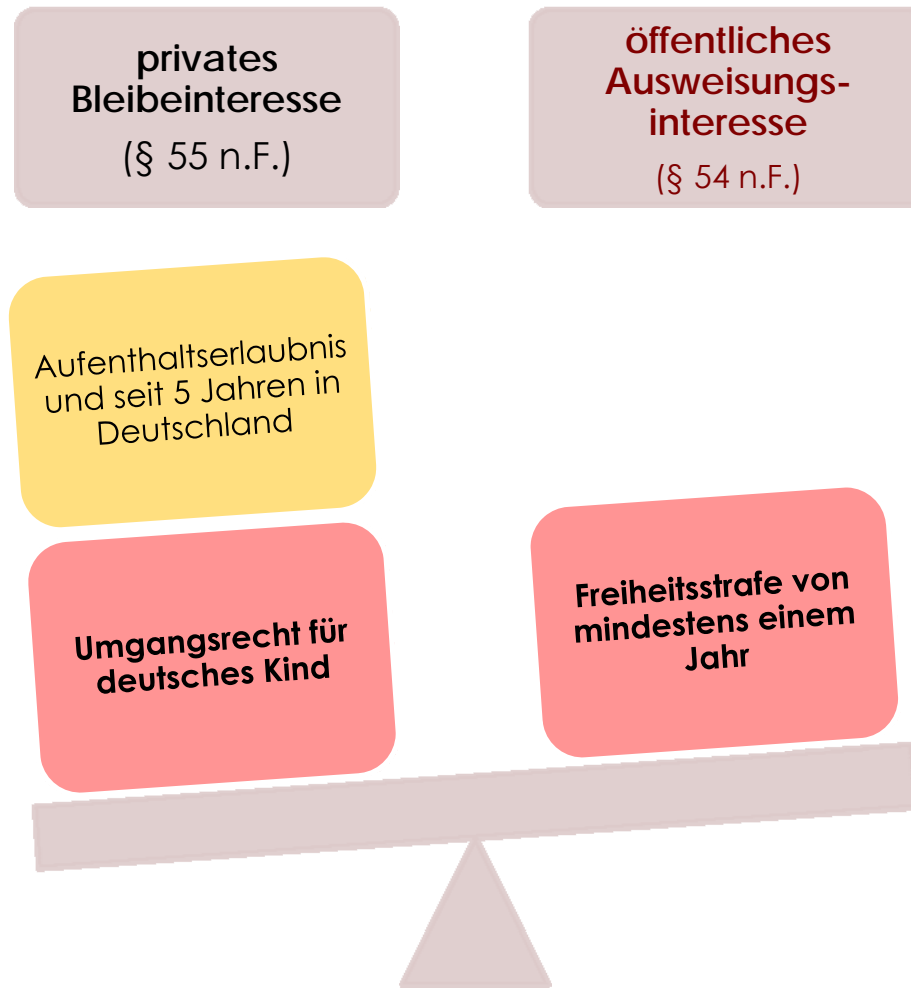 privates
Bleibeinteresse
(§ 55 n.F.)
öffentliches
Ausweisungs-
interesse
(§ 54 n.F.)
Aufenthaltserlaubnis
und seit 5 Jahren in
Deutschland
Umgangsrecht für
deutsches Kind
Freiheitsstrafe von
mindestens einem
Jahr